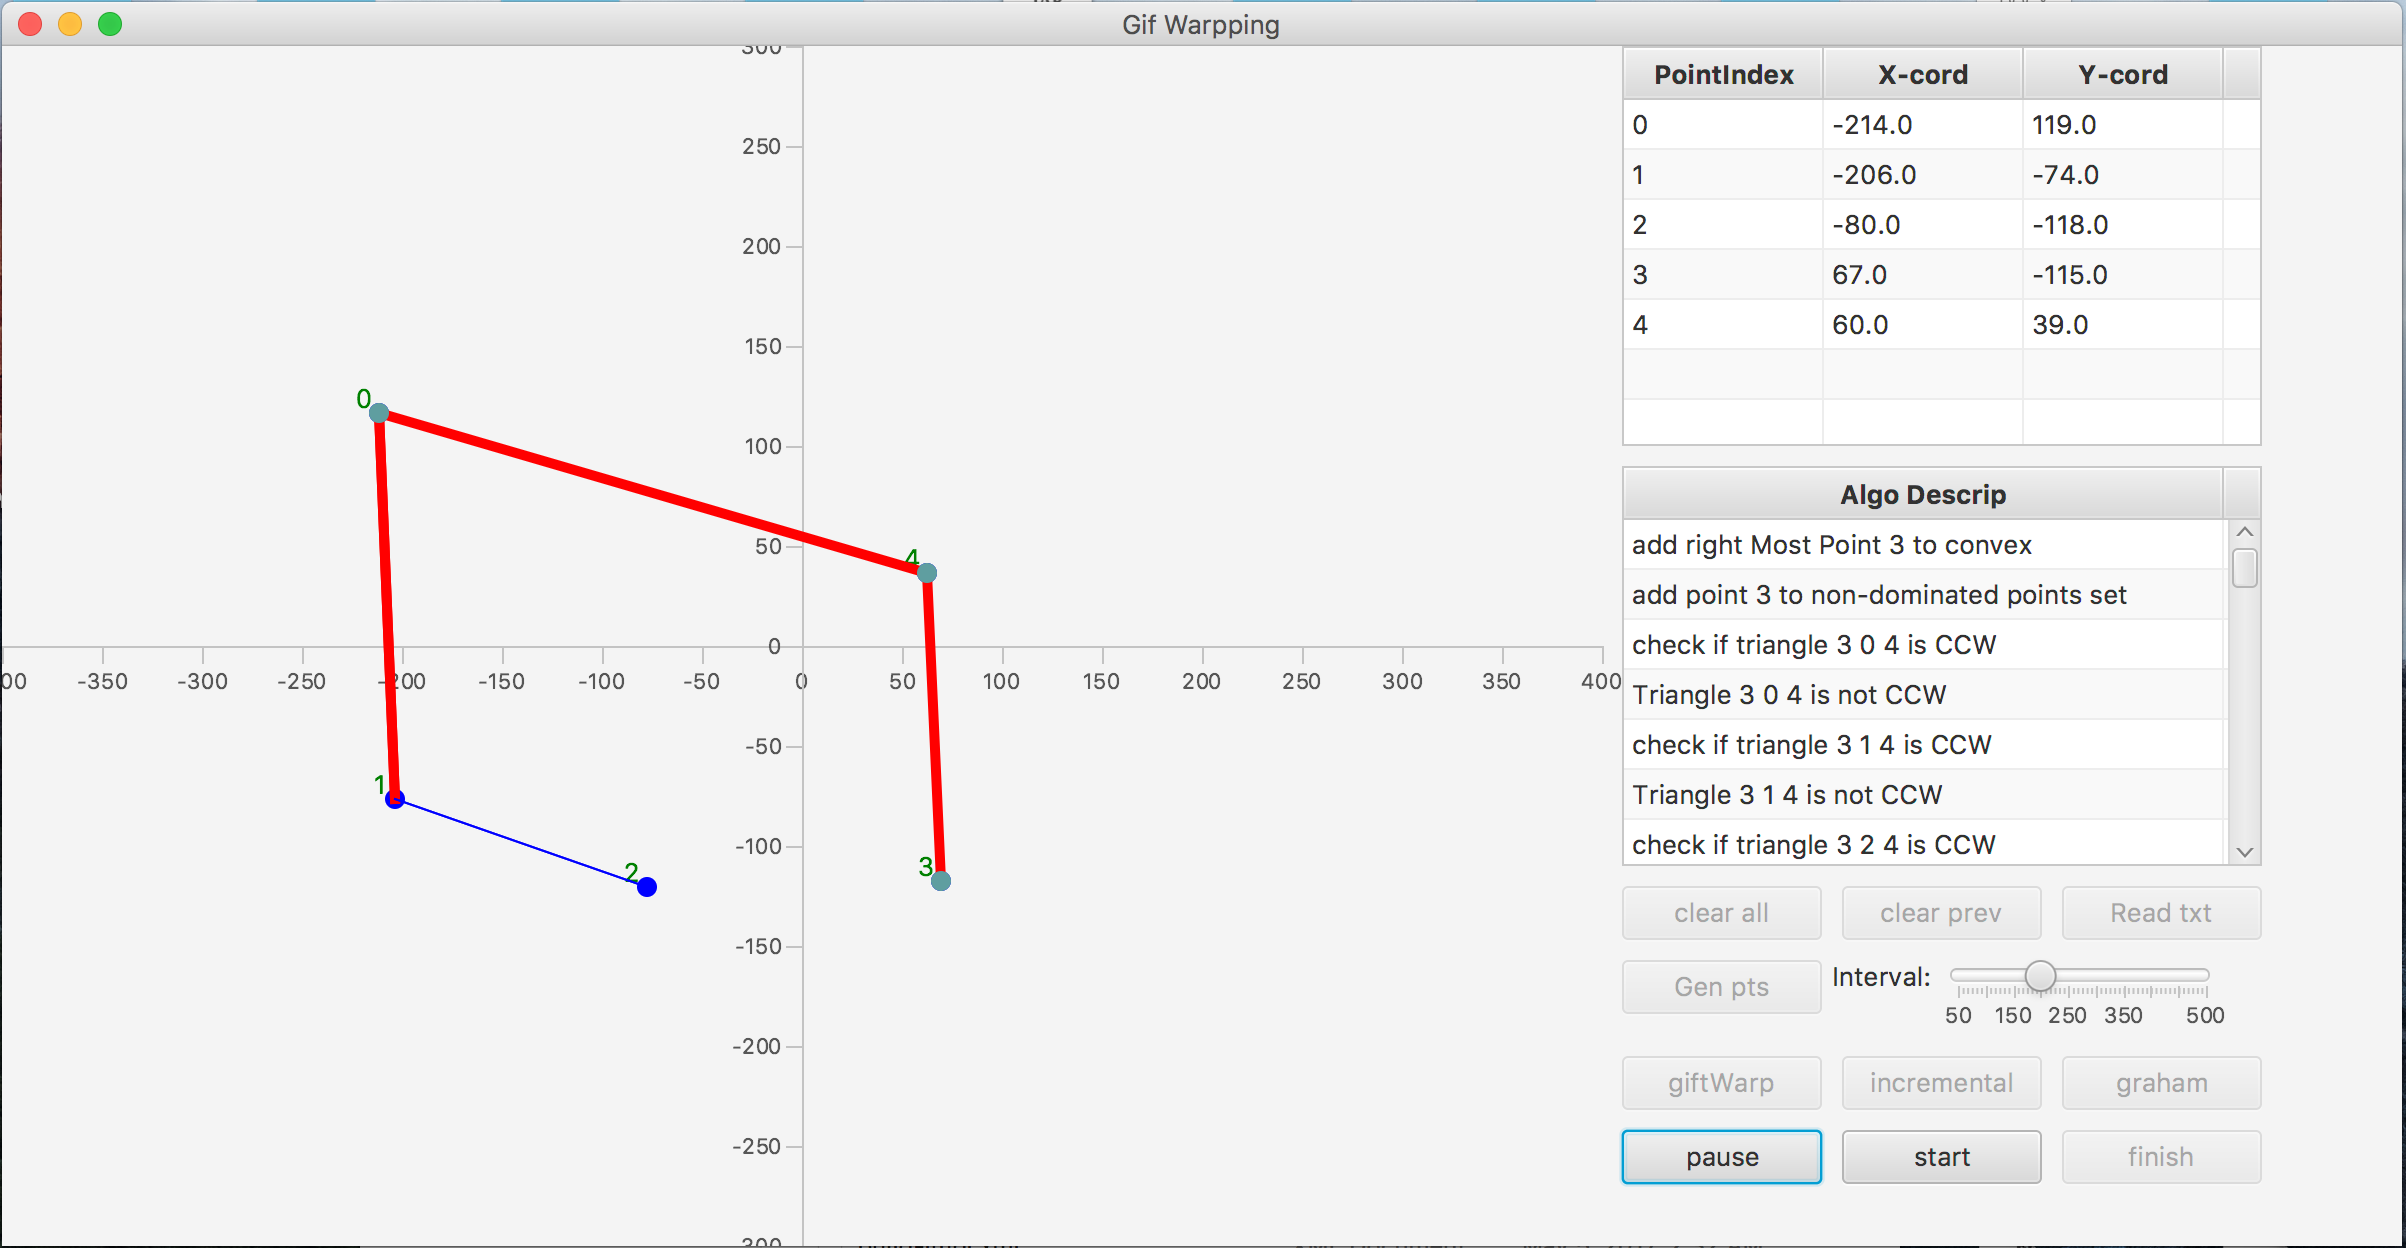 Gif Warpping
300
250
200
150
100
50
0
-50
-100
-150
-200
-250
-350 -300 -250 -200 -150 -100 -50 0 50 100 150 200 250 300 350 400
0
4
1
2
3
PointIndex X-cord Y-cord
0 -214.0 119.0
1 -206.0 -74.0
2 -80.0 -118.0
3 67.0 -115.0
4 60.0 39.0
Algo Descrip
add right Most Point 3 to convex
add point 3 to non-dominated points set
check if triangle 3 0 4 is CCW
Triangle 3 0 4 is not CCW
check if triangle 3 1 4 is CCW
Triangle 3 1 4 is not CCW
check if triangle 3 2 4 is CCW
clear all clear prev Read txt
Gen pts Interval:
50 150 250 350 500
giftWarp incremental graham
pause start finish